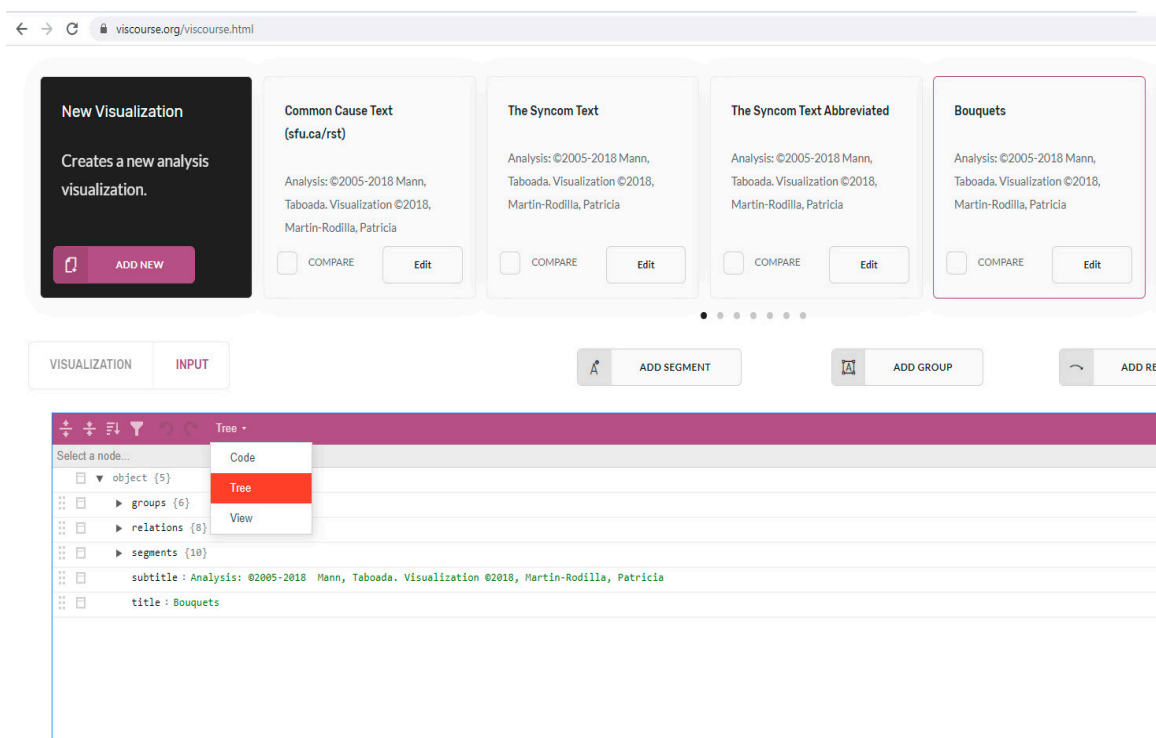 viscourse.org/viscourse.html
New Visualization
Creates a new analysis
visualization.
ADD NEW
Common Cause Text
(sfu.ca/rst)
Analysis: ©2005-2018 Mann,
Taboada. Visualization ©2018,
Martin-Rodilla, Patricia
COMPARE
Edit
The Syncom Text
Analysis: ©2005-2018 Mann,
Taboada. Visualization ©2018,
Martin-Rodilla, Patricia
COMPARE
Edit
The Syncom Text Abbreviated
Analysis: ©2005-2018 Mann,
Taboada. Visualization ©2018,
Martin-Rodilla, Patricia
COMPARE
Edit
Bouquets
Analysis: ©2005-2018 Mann,
Taboada. Visualization ©2018,
Martin-Rodilla, Patricia
COMPARE
Edit
VISUALIZATION
INPUT
A
ADD SEGMENT
A
ADD GROUP
ADD RE
Tree
Select a node...
Code
Tree
View
object {5}
groups {6}
relations {8}
segments {10}
subtitle : Analysis: ©2005-2018 Mann, Taboada. Visualization ©2018, Martin-Rodilla, Patricia
title : Bouquets